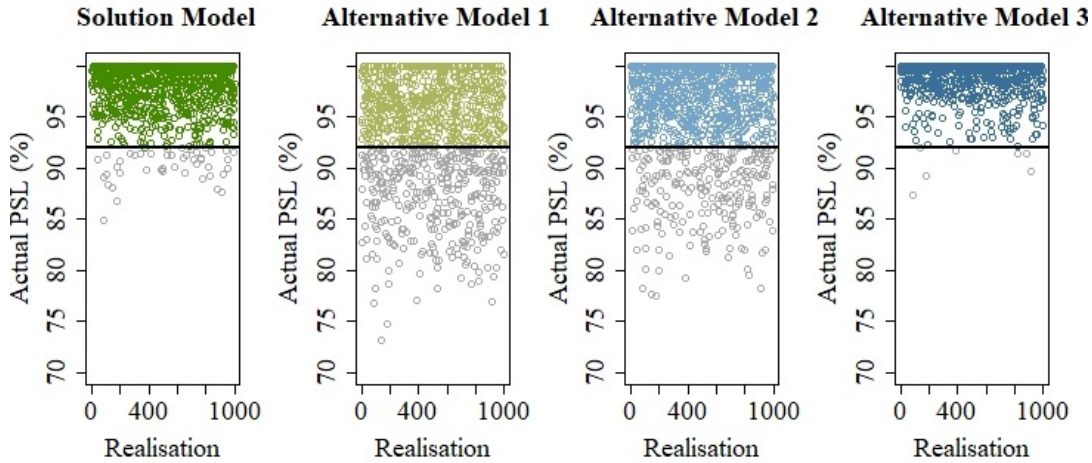 Solution Model Alternative Model 1 Alternative Model 2 Alternative Model 3
Actual PSL (%) Actual PSL (%) Actual PSL (%) Actual PSL (%)
95 95 95 95
90 90 90 90
85 85 85 85
80 80 80 80
75 75 75 75
70 70 70 70
0 400 1000 0 400 1000 0 400 1000 0 400 1000
Realisation Realisation Realisation Realisation